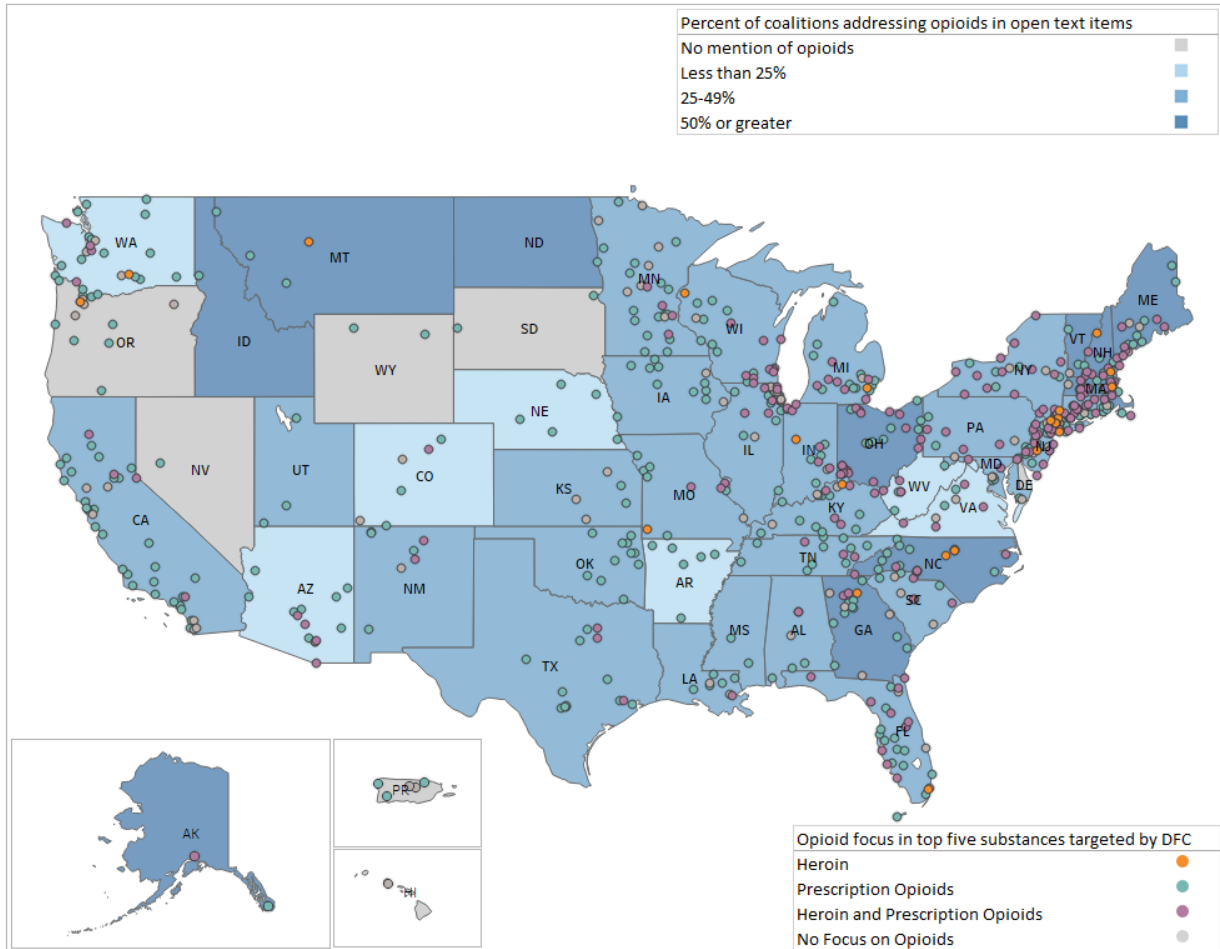 Percent of coalitions addressing opioids in open text items
No mention of opioids
Less than 25%
25-49%
50% or greater
WA
MT
ND
MN
ME
OR
ID
SD
WI
VT
NH
WY
MI
NY
MA
NE
IA
PA
NV
UT
CO
IL
IN
OH
NJ
MD
CA
KS
MO
WV
DE
KY
VA
AZ
NM
OK
AR
TN
NC
SC
TX
MS
AL
GA
LA
FL
AK
PR
HI
Opioid focus in top five substances targeted by DFC
Heroin
Prescription Opioids
Heroin and Prescription Opioids
No Focus on Opioids